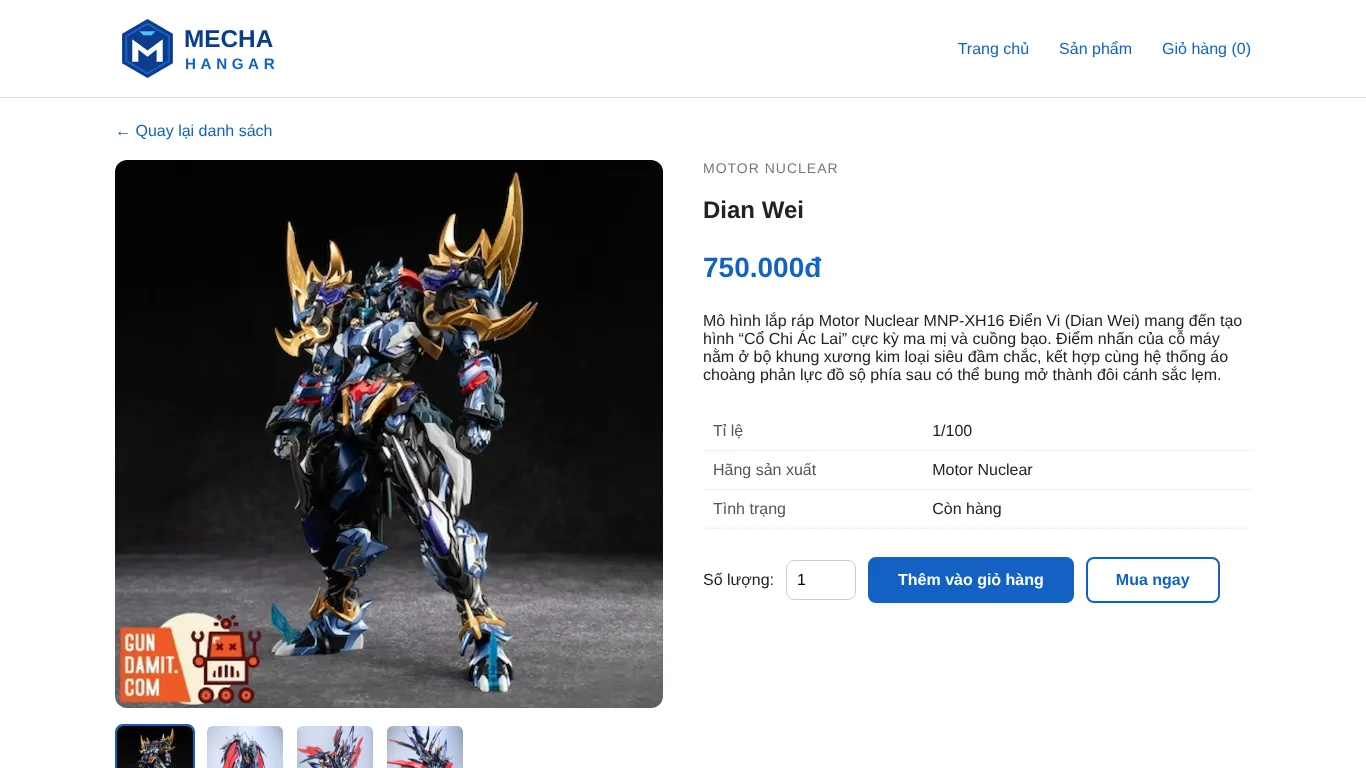 MECHA
HANGAR
Trang chủ
Sản phẩm
Giỏ hàng (0)
← Quay lại danh sách
MOTOR NUCLEAR
Dian Wei
750.000đ
Mô hình lắp ráp Motor Nuclear MNP-XH16 Điển Vi (Dian Wei) mang đến tạo
hình “Cổ Chi Ác Lai” cực kỳ ma mị và cuồng bạo. Điểm nhấn của cỗ máy
nằm ở bộ khung xương kim loại siêu đầm chắc, kết hợp cùng hệ thống áo
choàng phản lực đồ sộ phía sau có thể bung mở thành đôi cánh sắc lẹm.
Tỉ lệ 1/100
Hãng sản xuất Motor Nuclear
Tình trạng Còn hàng
Số lượng: 1 Thêm vào giỏ hàng Mua ngay
GUN
DAMIT.
COM